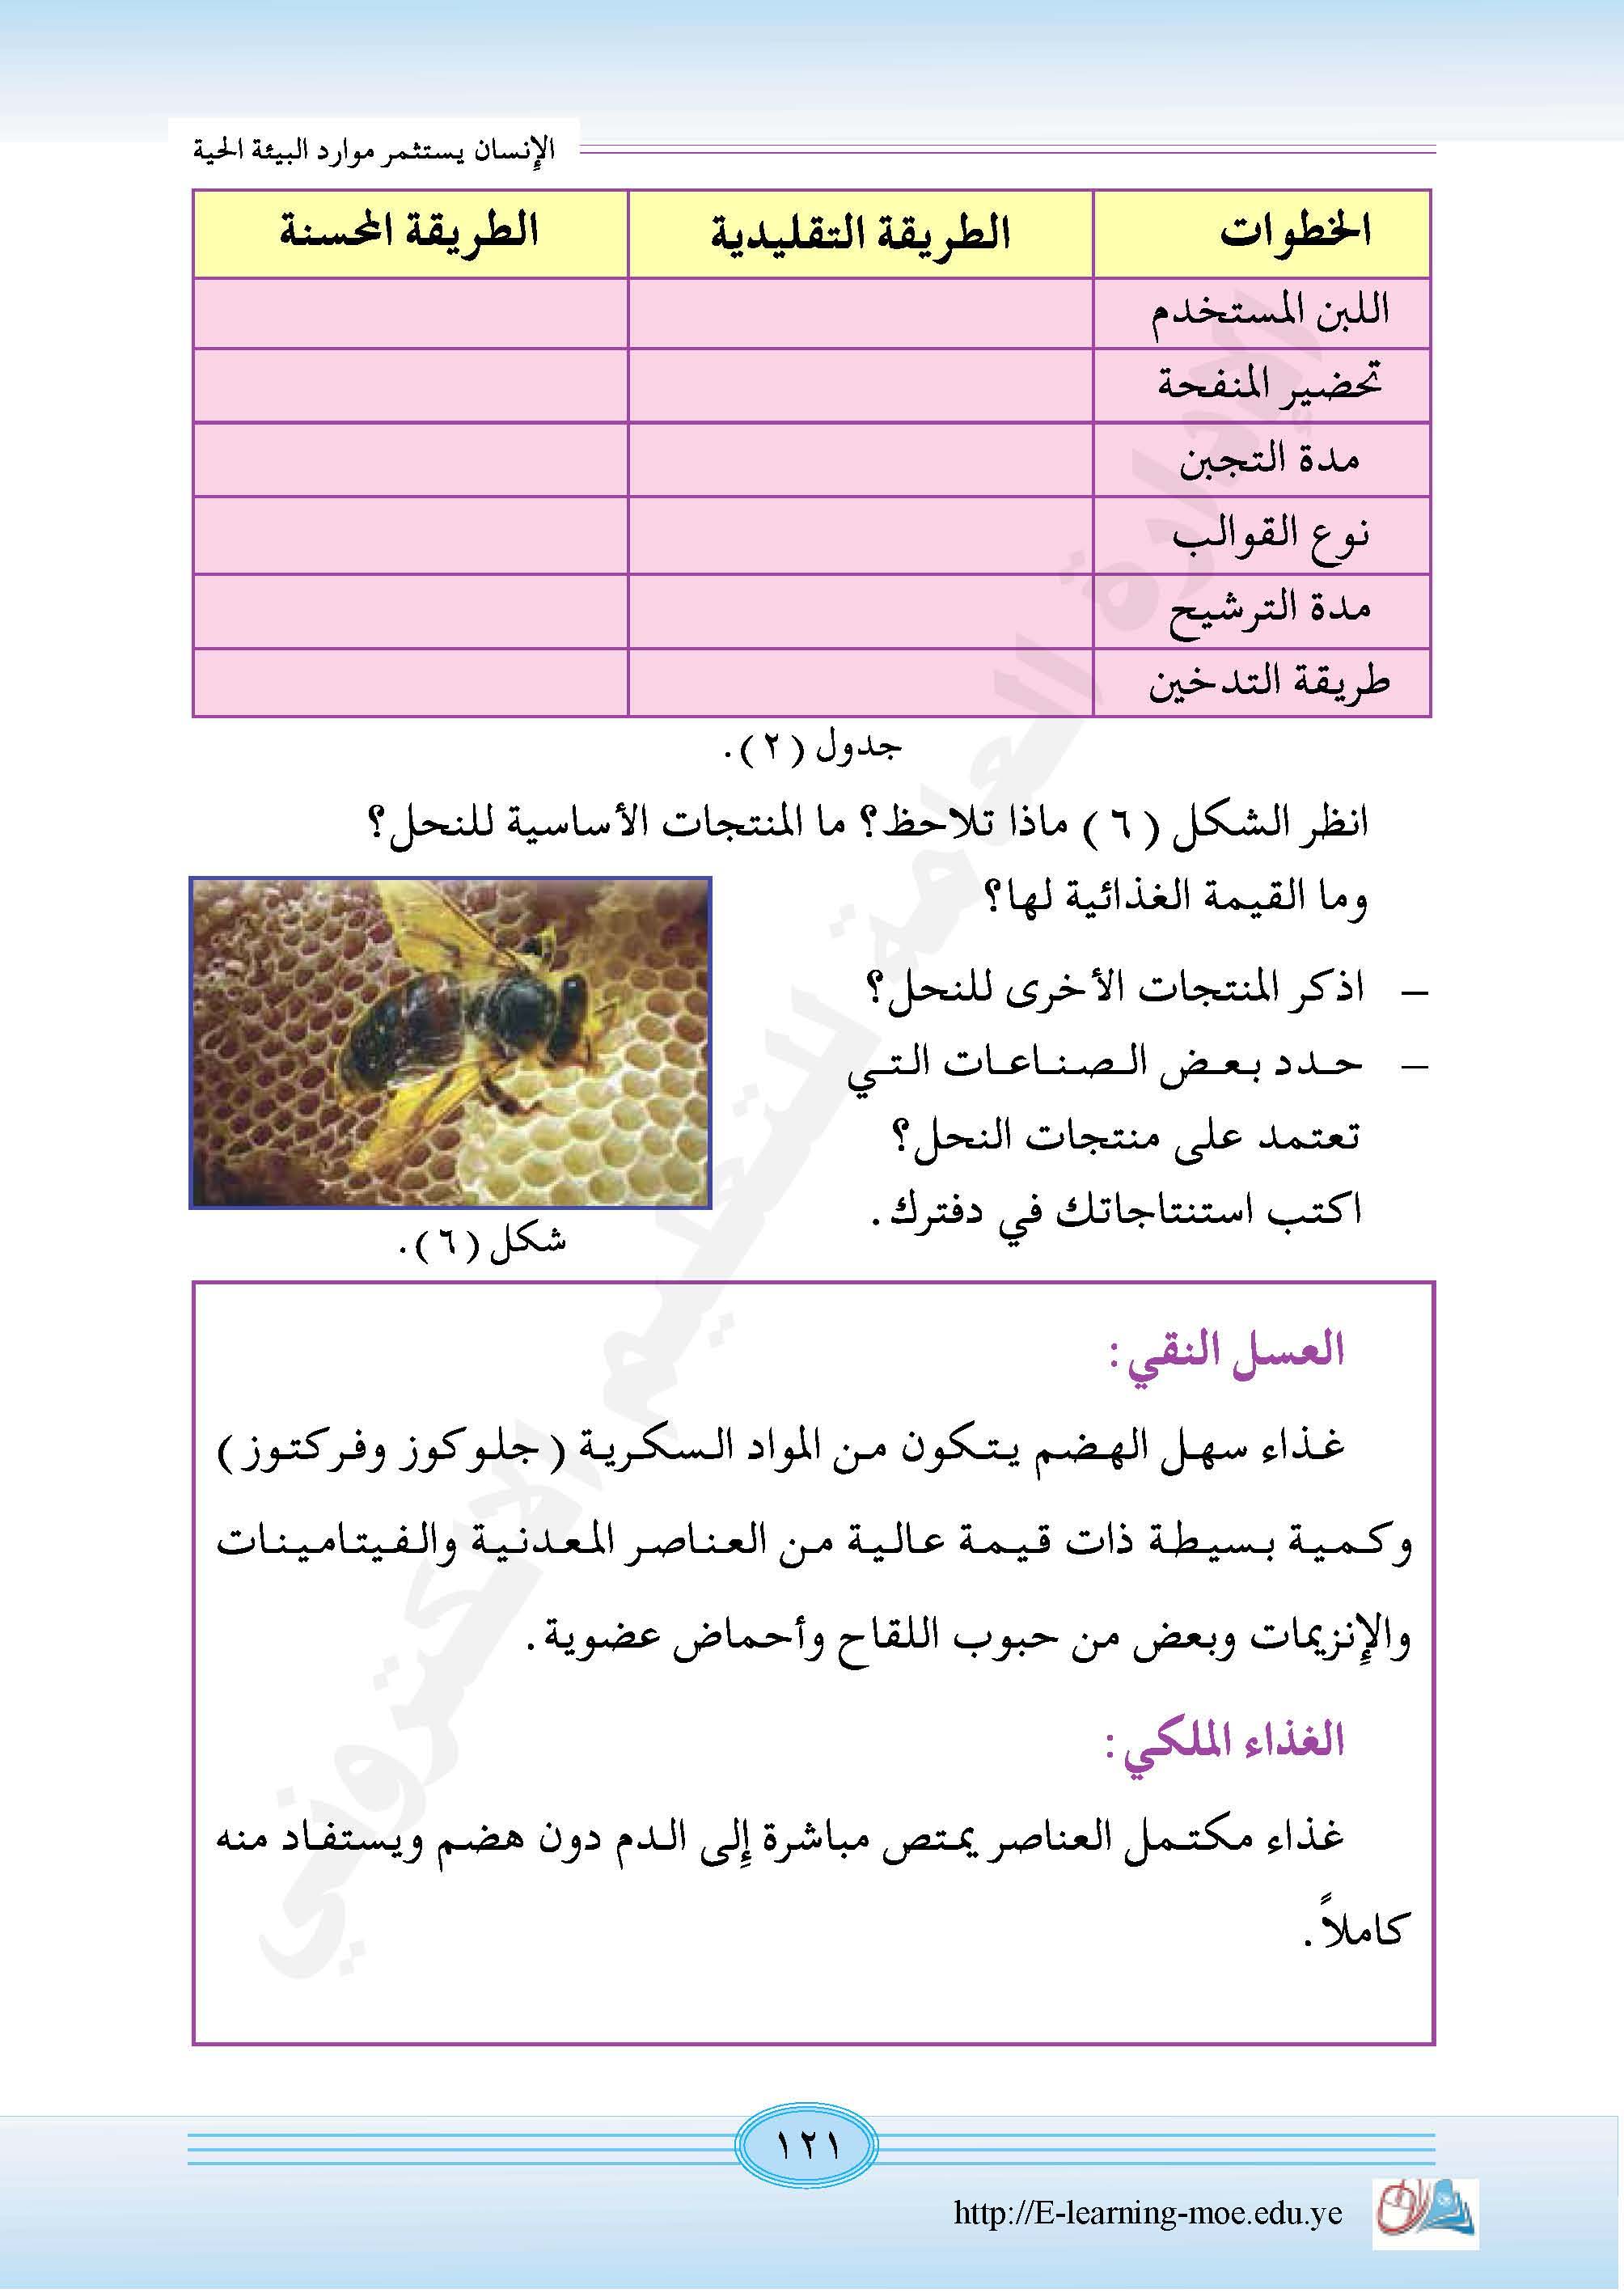 الإنسان يستثمر موارد البيئة الحية
الخطوات الطريقة التقليدية الطريقة المحسنة
اللبن المستخدم
تحضير المنفحة
مدة التجبن
نوع القوالب
مدة الترشيح
طريقة التدخين
جدول (٢).
انظر الشكل (٦) ماذا تلاحظ؟ ما المنتجات الأساسية للنحل؟
وما القيمة الغذائية لها؟
– اذكر المنتجات الأخرى للنحل؟
– حدد بعض الصناعات التي
تعتمد على منتجات النحل؟
اكتب استنتاجاتك في دفترك.
شكل (٦).
العسل النقي:
غذاء سهل الهضم يتكون من المواد السكرية (جلوكوز وفركتوز)
وكمية بسيطة ذات قيمة عالية من العناصر المعدنية والفيتامينات
والإنزيمات وبعض من حبوب اللقاح وأحماض عضوية.
الغذاء الملكي:
غذاء مكتمل العناصر يمتص مباشرة إلى الدم دون هضم ويستفاد منه
كاملاً.
١٢١
http://E-learning-moe.edu.ye
الإدارة العامة للتعليم الالكتروني